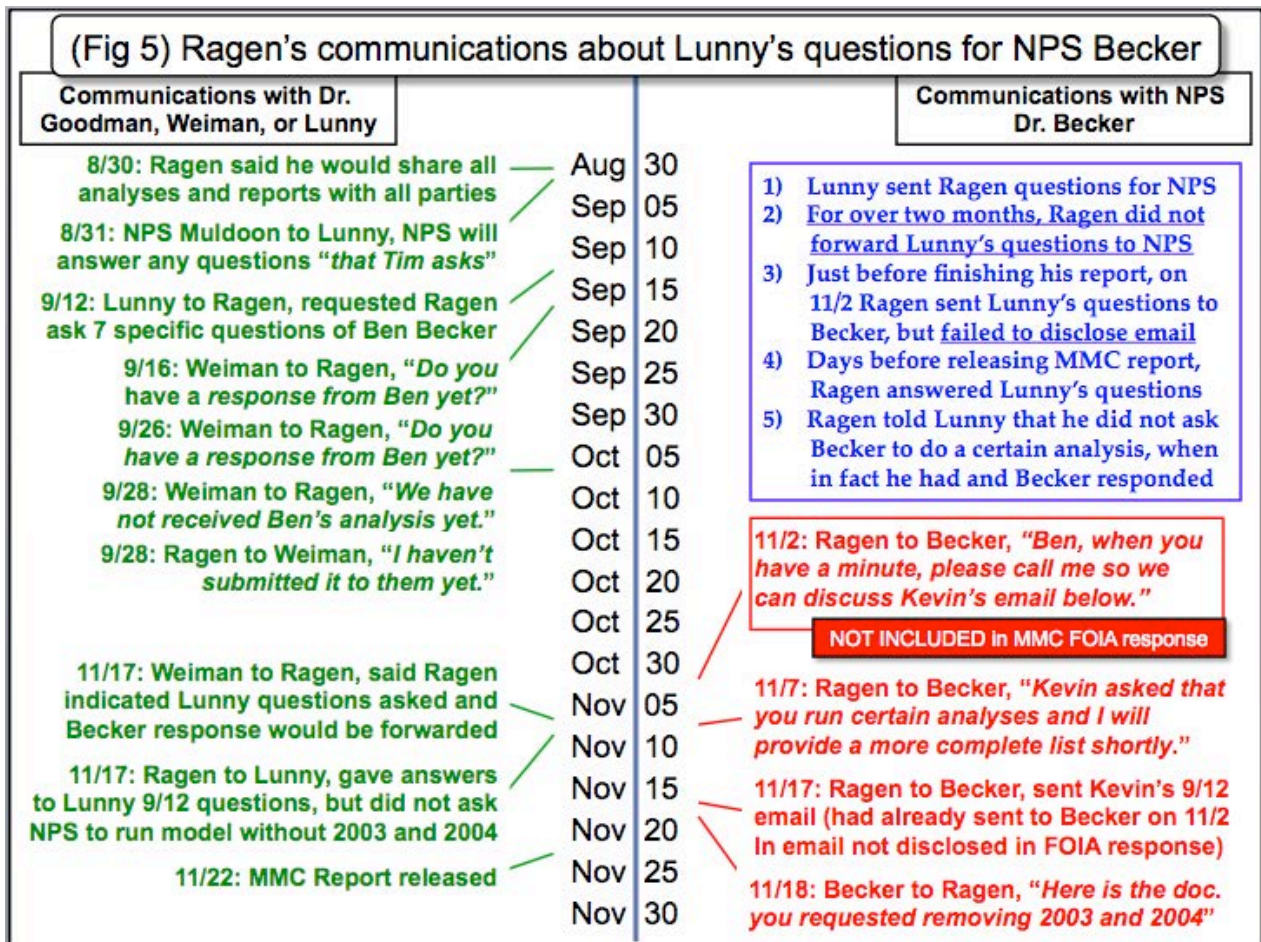 (Fig 5) Ragen's communications about Lunny's questions for NPS Becker
Communications with Dr.
Goodman, Weiman, or Lunny
8/30: Ragen said he would share all
analyses and reports with all parties
8/31: NPS Muldoon to Lunny, NPS will
answer any questions "that Tim asks"
9/12: Lunny to Ragen, requested Ragen
ask 7 specific questions of Ben Becker
9/16: Weiman to Ragen, "Do you
have a response from Ben yet?"
9/26: Weiman to Ragen, "Do you
have a response from Ben yet?"
9/28: Weiman to Ragen, "We have
not received Ben's analysis yet."
9/28: Ragen to Weiman, "I haven't
submitted it to them yet."
11/17: Weiman to Ragen, said Ragen
indicated Lunny questions asked and
Becker response would be forwarded
11/17: Ragen to Lunny, gave answers
to Lunny 9/12 questions, but did not ask
NPS to run model without 2003 and 2004
11/22: MMC Report released
Aug 30
Sep 05
Sep 10
Sep 15
Sep 20
Sep 25
Sep 30
Oct 05
Oct 10
Oct 15
Oct 20
Oct 25
Oct 30
Nov 05
Nov 10
Nov 15
Nov 20
Nov 25
Nov 30
Communications with NPS
Dr. Becker
1) Lunny sent Ragen questions for NPS
2) For over two months, Ragen did not
forward Lunny's questions to NPS
3) Just before finishing his report, on
11/2 Ragen sent Lunny's questions to
Becker, but failed to disclose email
4) Days before releasing MMC report,
Ragen answered Lunny's questions
5) Ragen told Lunny that he did not ask
Becker to do a certain analysis, when
in fact he had and Becker responded
11/2: Ragen to Becker, "Ben, when you
have a minute, please call me so we
can discuss Kevin's email below."
NOT INCLUDED in MMC FOIA response
11/7: Ragen to Becker, "Kevin asked that
you run certain analyses and I will
provide a more complete list shortly."
11/17: Ragen to Becker, sent Kevin's 9/12
email (had already sent to Becker on 11/2
In email not disclosed in FOIA response)
11/18: Becker to Ragen, "Here is the doc.
you requested removing 2003 and 2004"